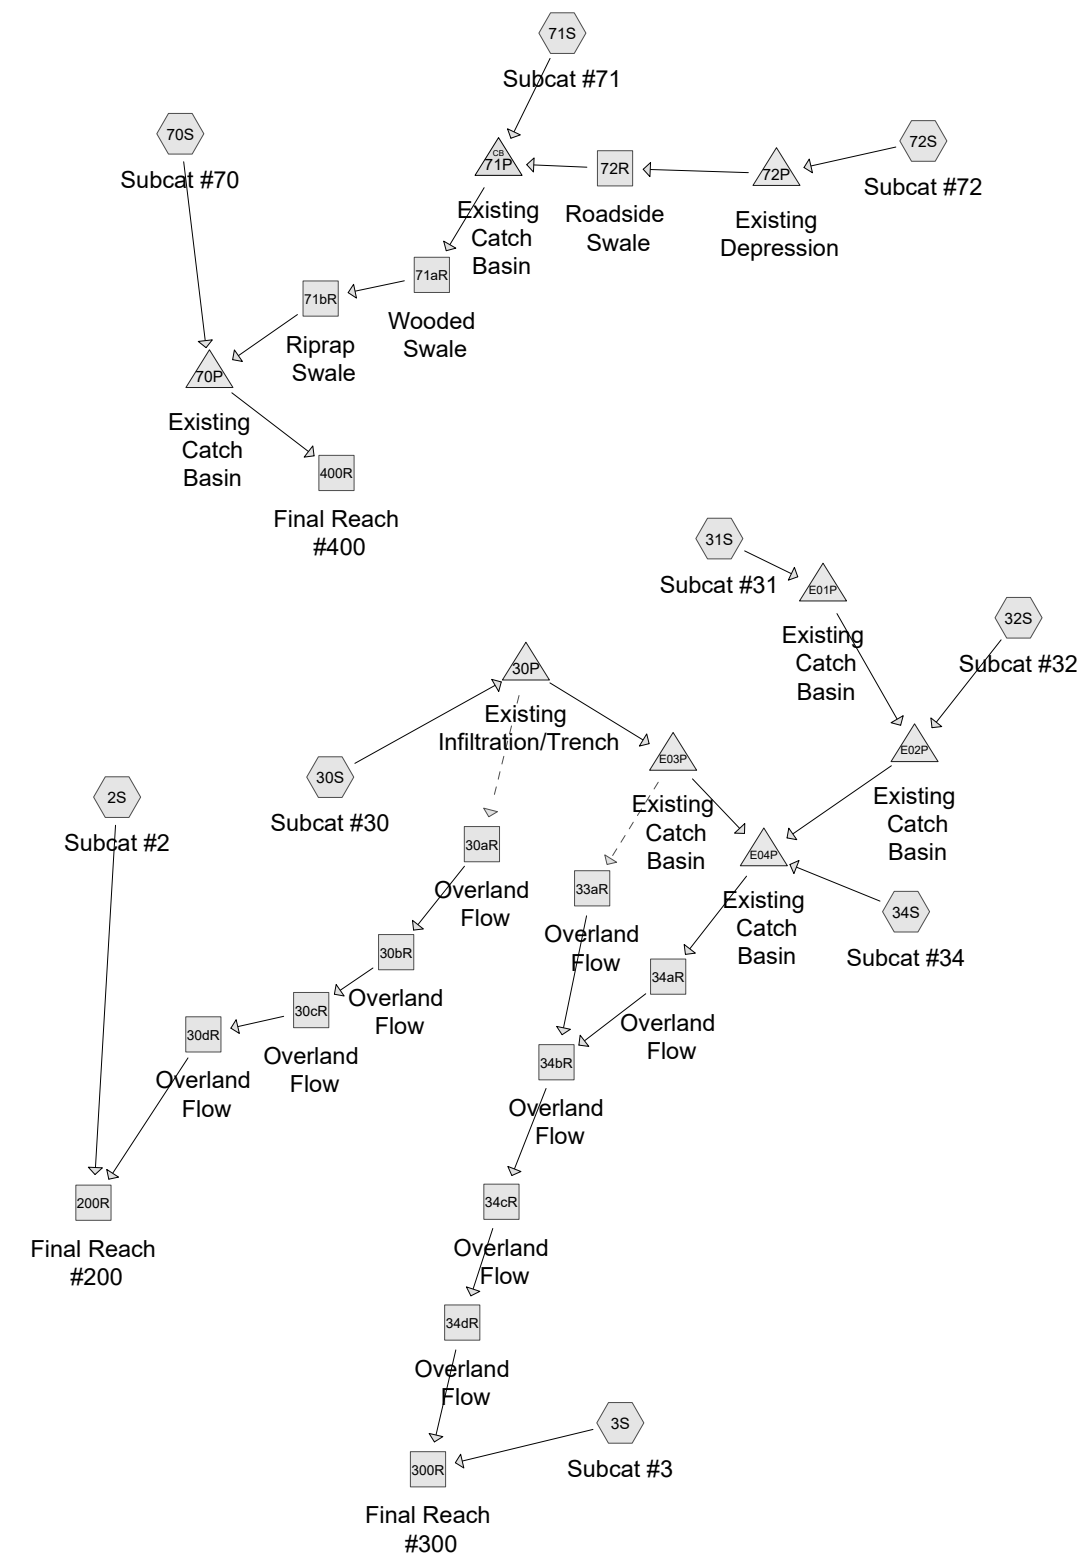 71S
Subcat #71
70S
Subcat #70
CB
71P
Existing
Catch
Basin
72R
Roadside
Swale
72P
Existing
Depression
72S
Subcat #72
71aR
Wooded
Swale
71bR
Riprap
Swale
70P
Existing
Catch
Basin
400R
Final Reach
#400
31S
Subcat #31
E01P
Existing
Catch
Basin
32S
Subcat #32
30P
Existing
Infiltration/Trench
E03P
Existing
Catch
Basin
E02P
Existing
Catch
Basin
30S
Subcat #30
2S
Subcat #2
30aR
Overland
Flow
E04P
Existing
Catch
Basin
33aR
Overland
Flow
34S
Subcat #34
30bR
Overland
Flow
34aR
Overland
Flow
30cR
Overland
Flow
30dR
Overland
Flow
34bR
Overland
Flow
200R
Final Reach
#200
34cR
Overland
Flow
34dR
Overland
Flow
3S
Subcat #3
300R
Final Reach
#300